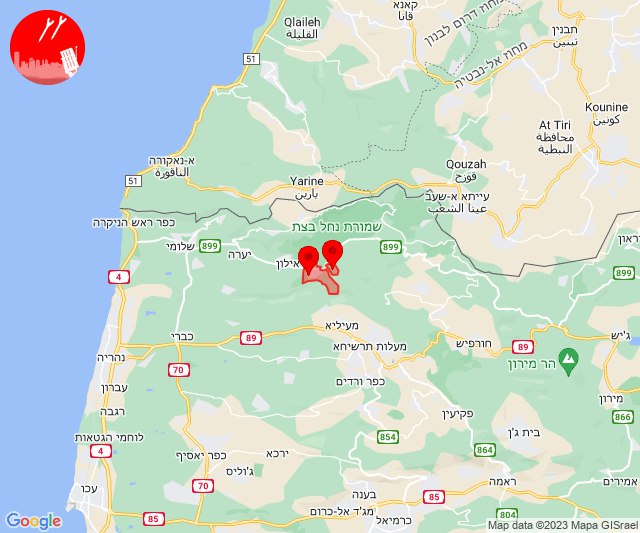 קאנא
قانا
Qlaileh
القليلة
מחוז דרום לבנון
מחוז אל-נבטיה
תבנין
تبنين
51
Kounine
كونين
At Tiri
محافظة
النبطية
א-נאקורה
الناقورة
Yarine
يارين
Qouzah
قوزح
51
עייתא א-שעב
عيتا الشعب
כפר ראש הניקרה
שמורת נחל בצת
899
שלומי
יערה
899
אילון
899
4
מעיליא
כברי
89
מעלות תרשיחא
חורפיש
89
ג'יש
הר מירון
נהריה
70
עברון
כפר ורדים
מירון
רגבה
פקיעין
866
לוחמי הגטאות
854
בית ג'ן
864
4
כפר יאסיף
ירכא
ג'וליס
אמירים
עכו
70
ראמה
בענה
85
85
מג'ד אל-כרום
כרמיאל
Google
Map data ©2023 Mapa GISrael